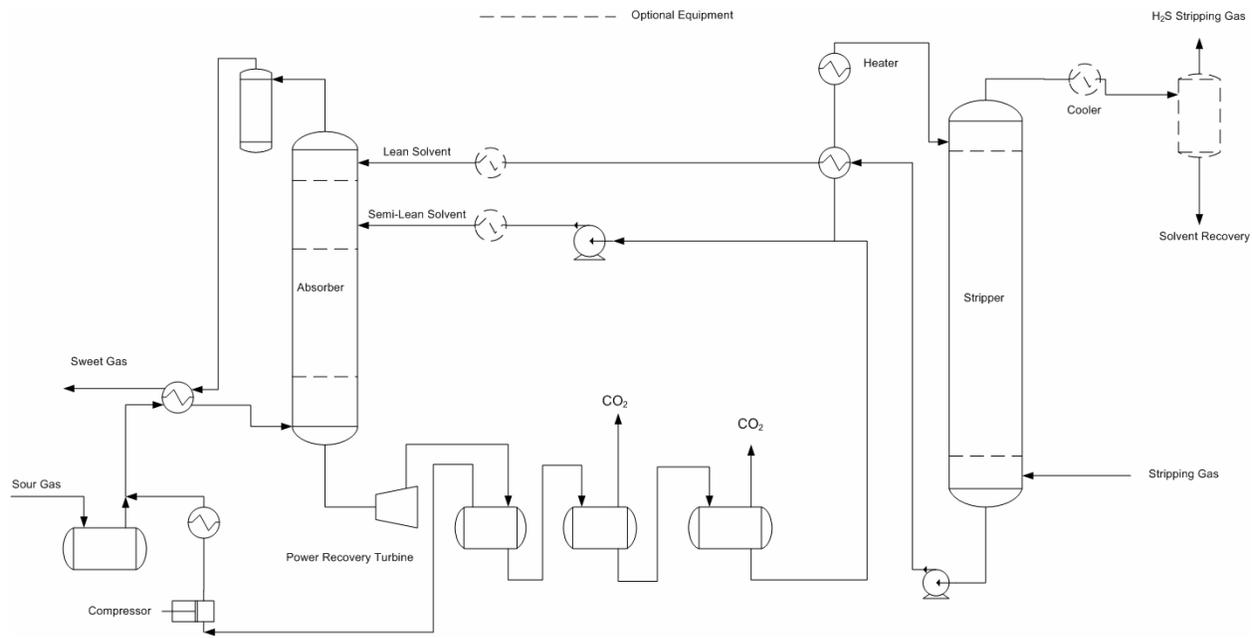 Optional Equipment
H₂S Stripping Gas
Heater
Cooler
Lean Solvent
Semi-Lean Solvent
Solvent Recovery
Absorber
Stripper
Sweet Gas
CO₂
CO₂
Stripping Gas
Sour Gas
Power Recovery Turbine
Compressor